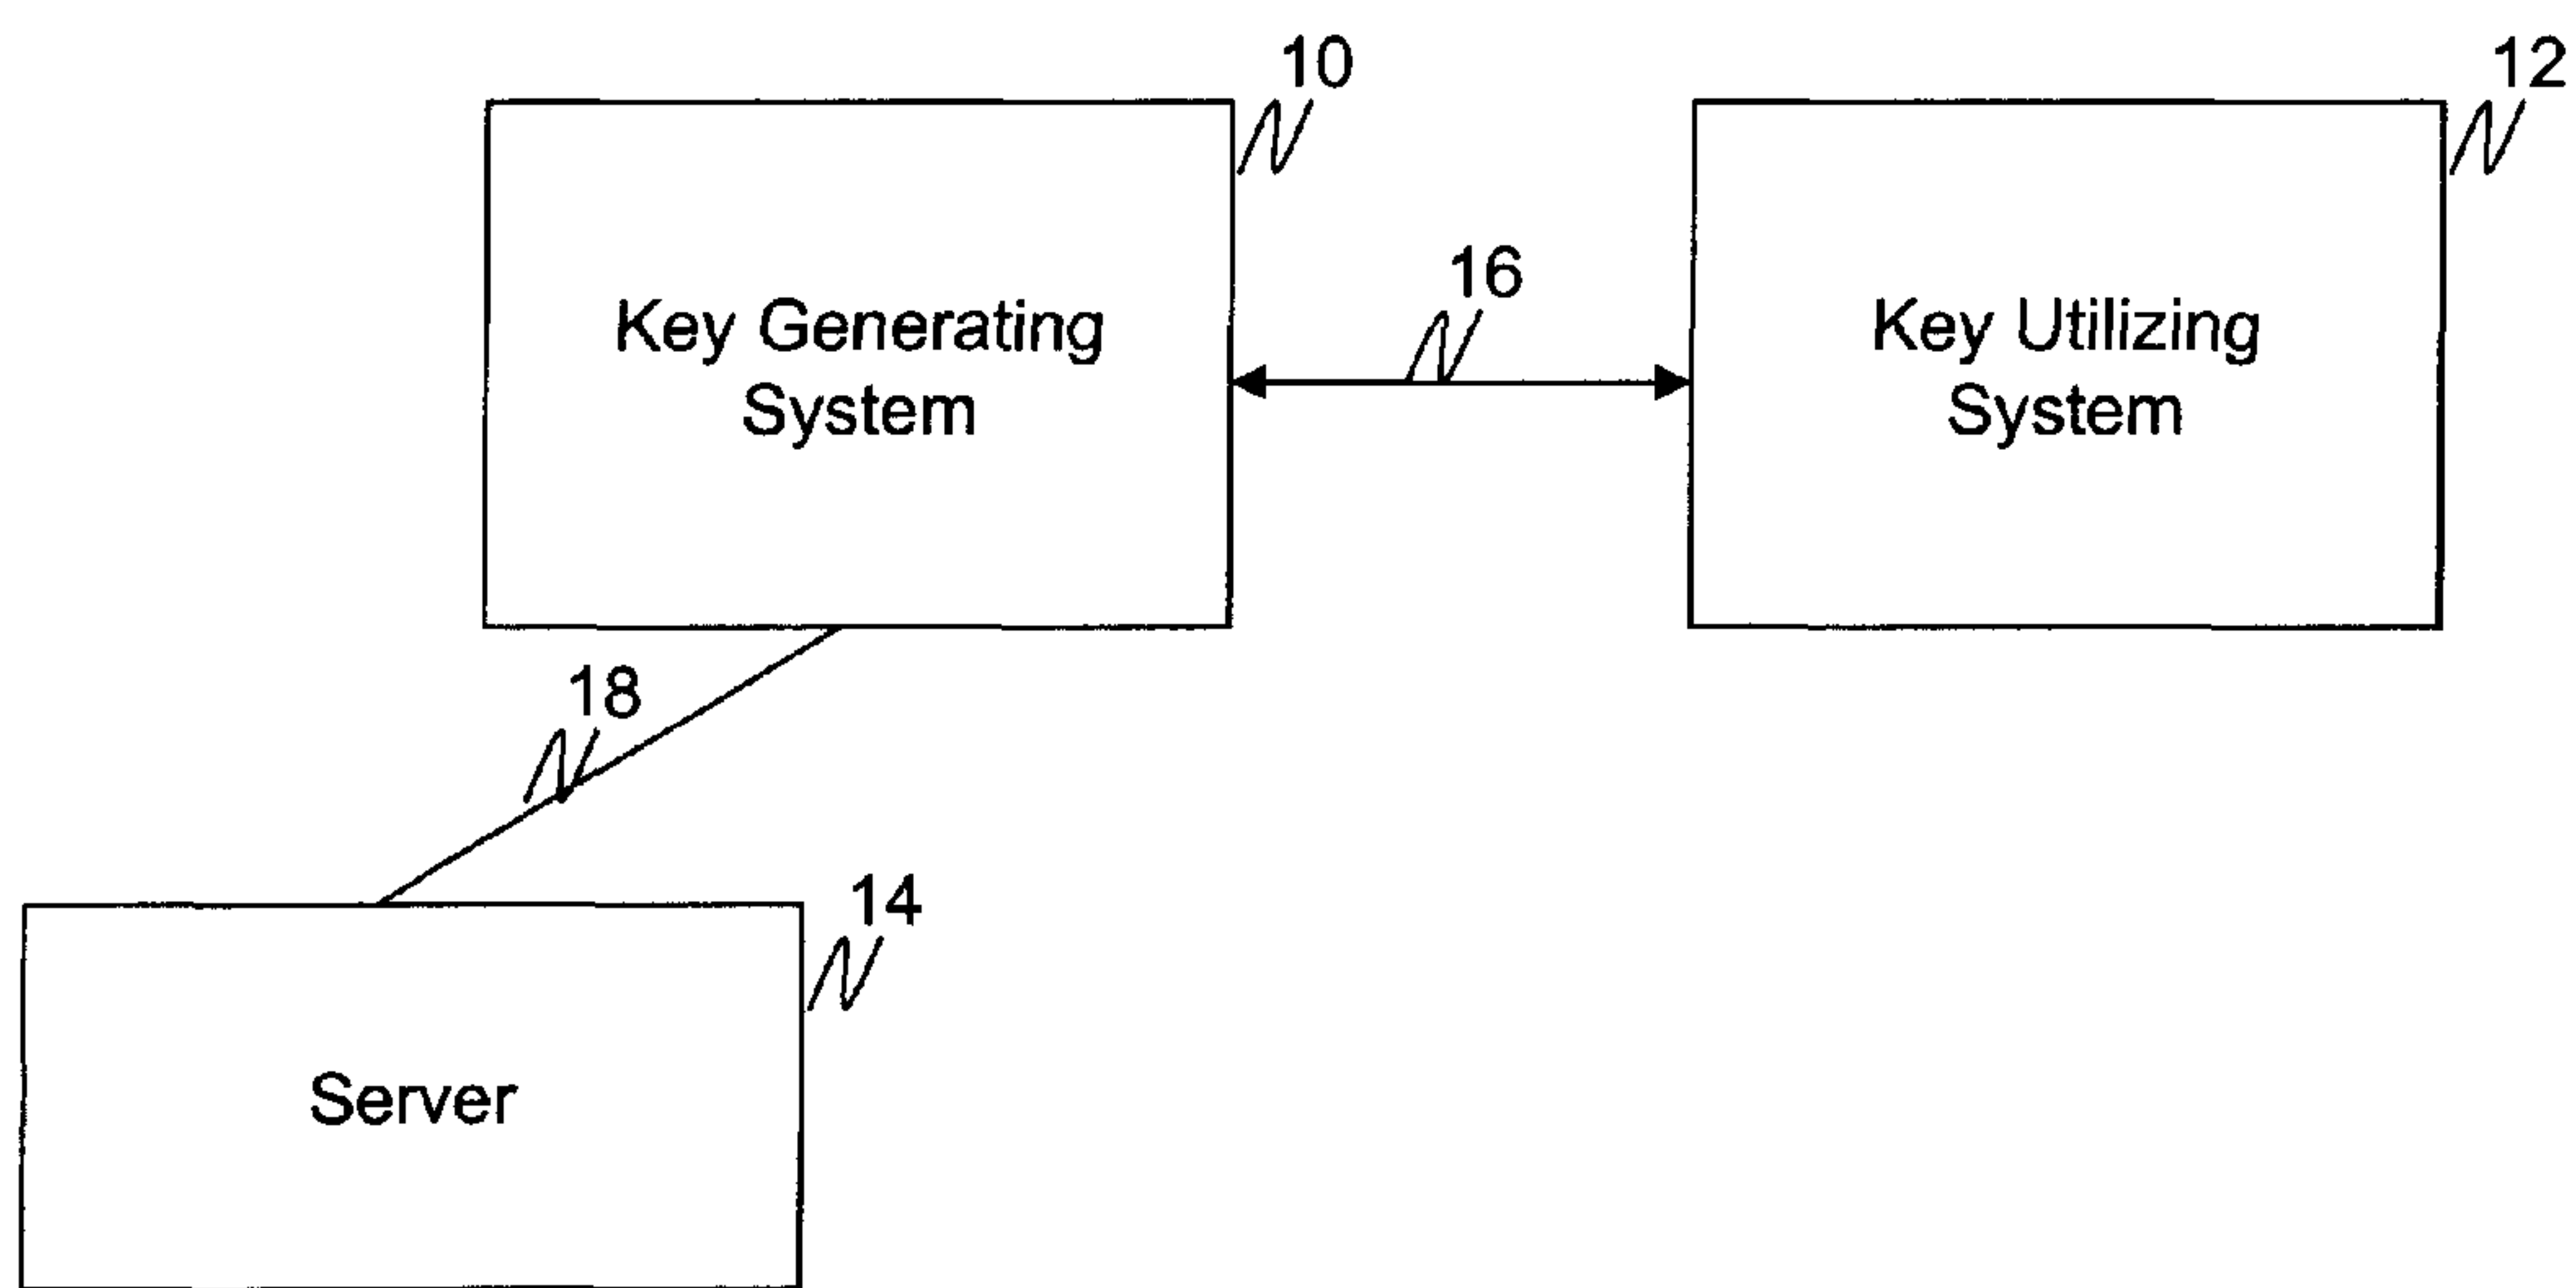 10
12
Key Generating
System
16
Key Utilizing
System
18
14
Server